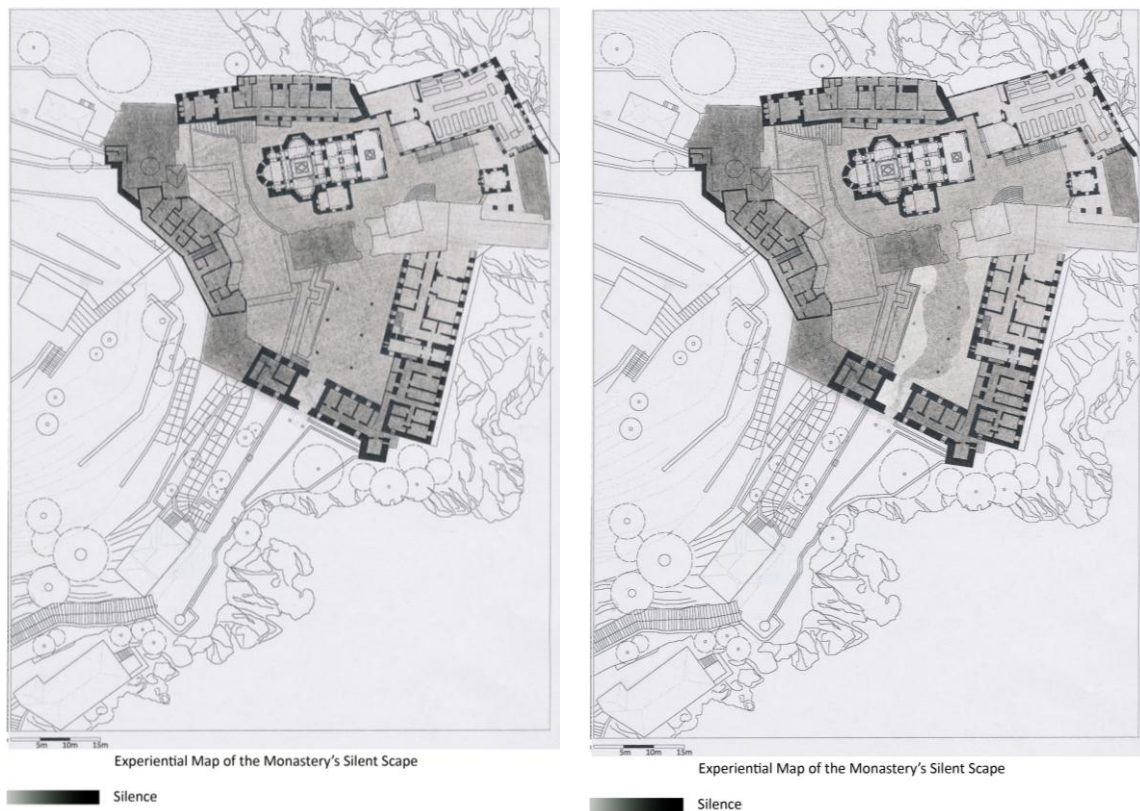 5m 10m 15m
Experiential Map of the Monastery's Silent Scape
Silence
5m 10m 15m
Experiential Map of the Monastery's Silent Scape
Silence